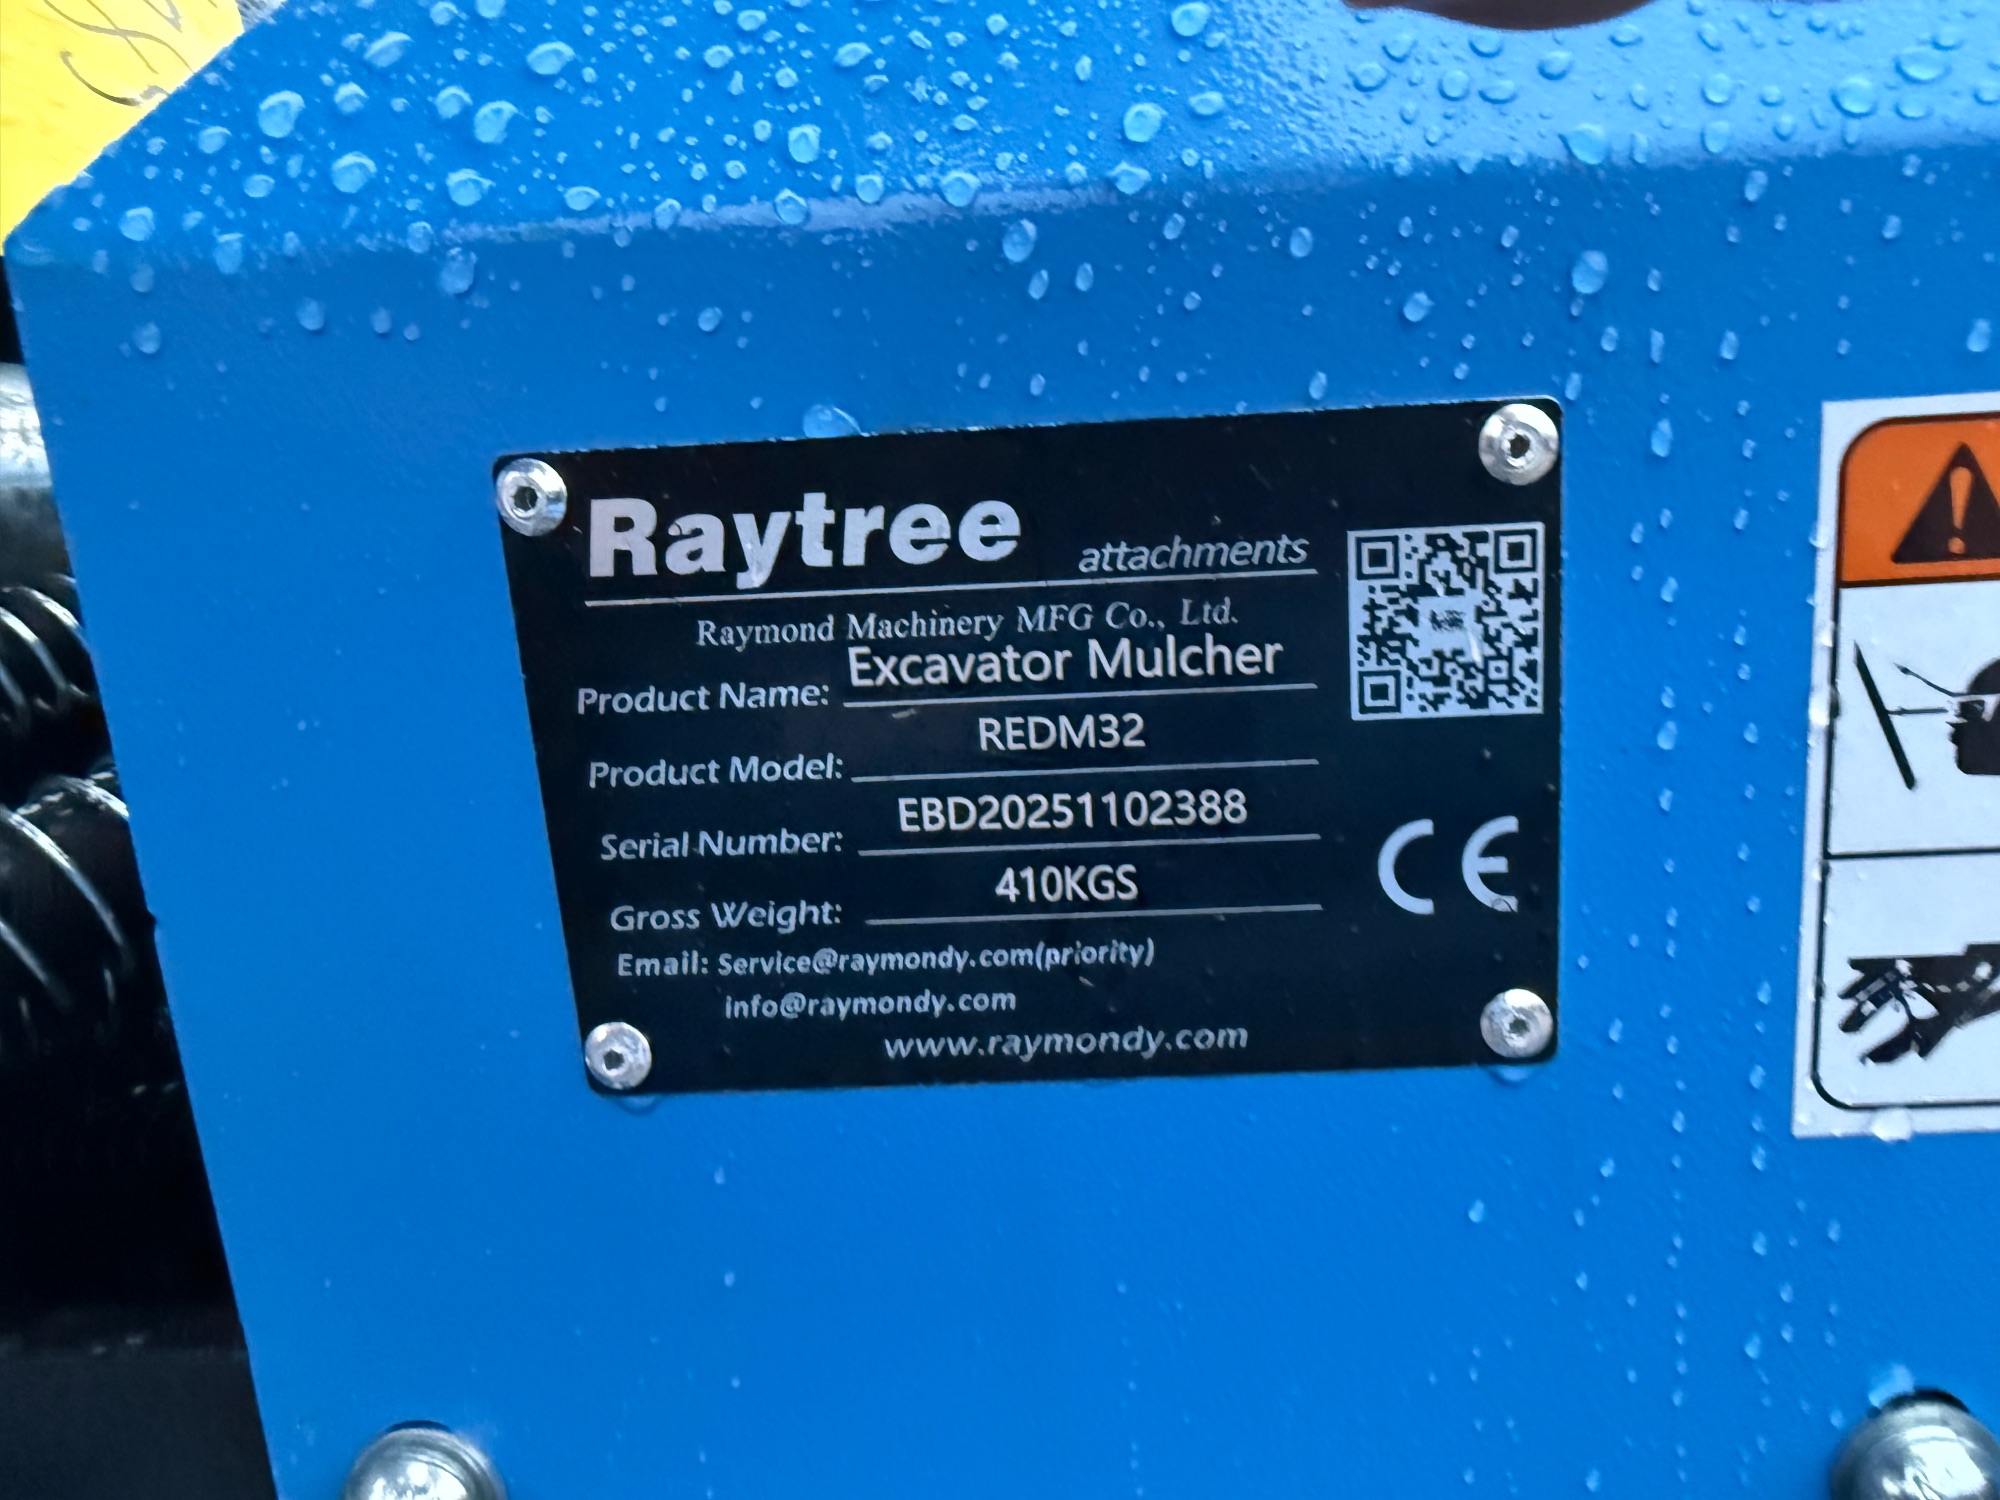 Raytree attachments
Raymond Machinery MFG Co., Ltd.
Product Name: Excavator Mulcher
Product Model: REDM32
Serial Number: EBD20251102388
Gross Weight: 410KGS
Email: Service@raymondy.com(priority)
info@raymondy.com
www.raymondy.com
CE